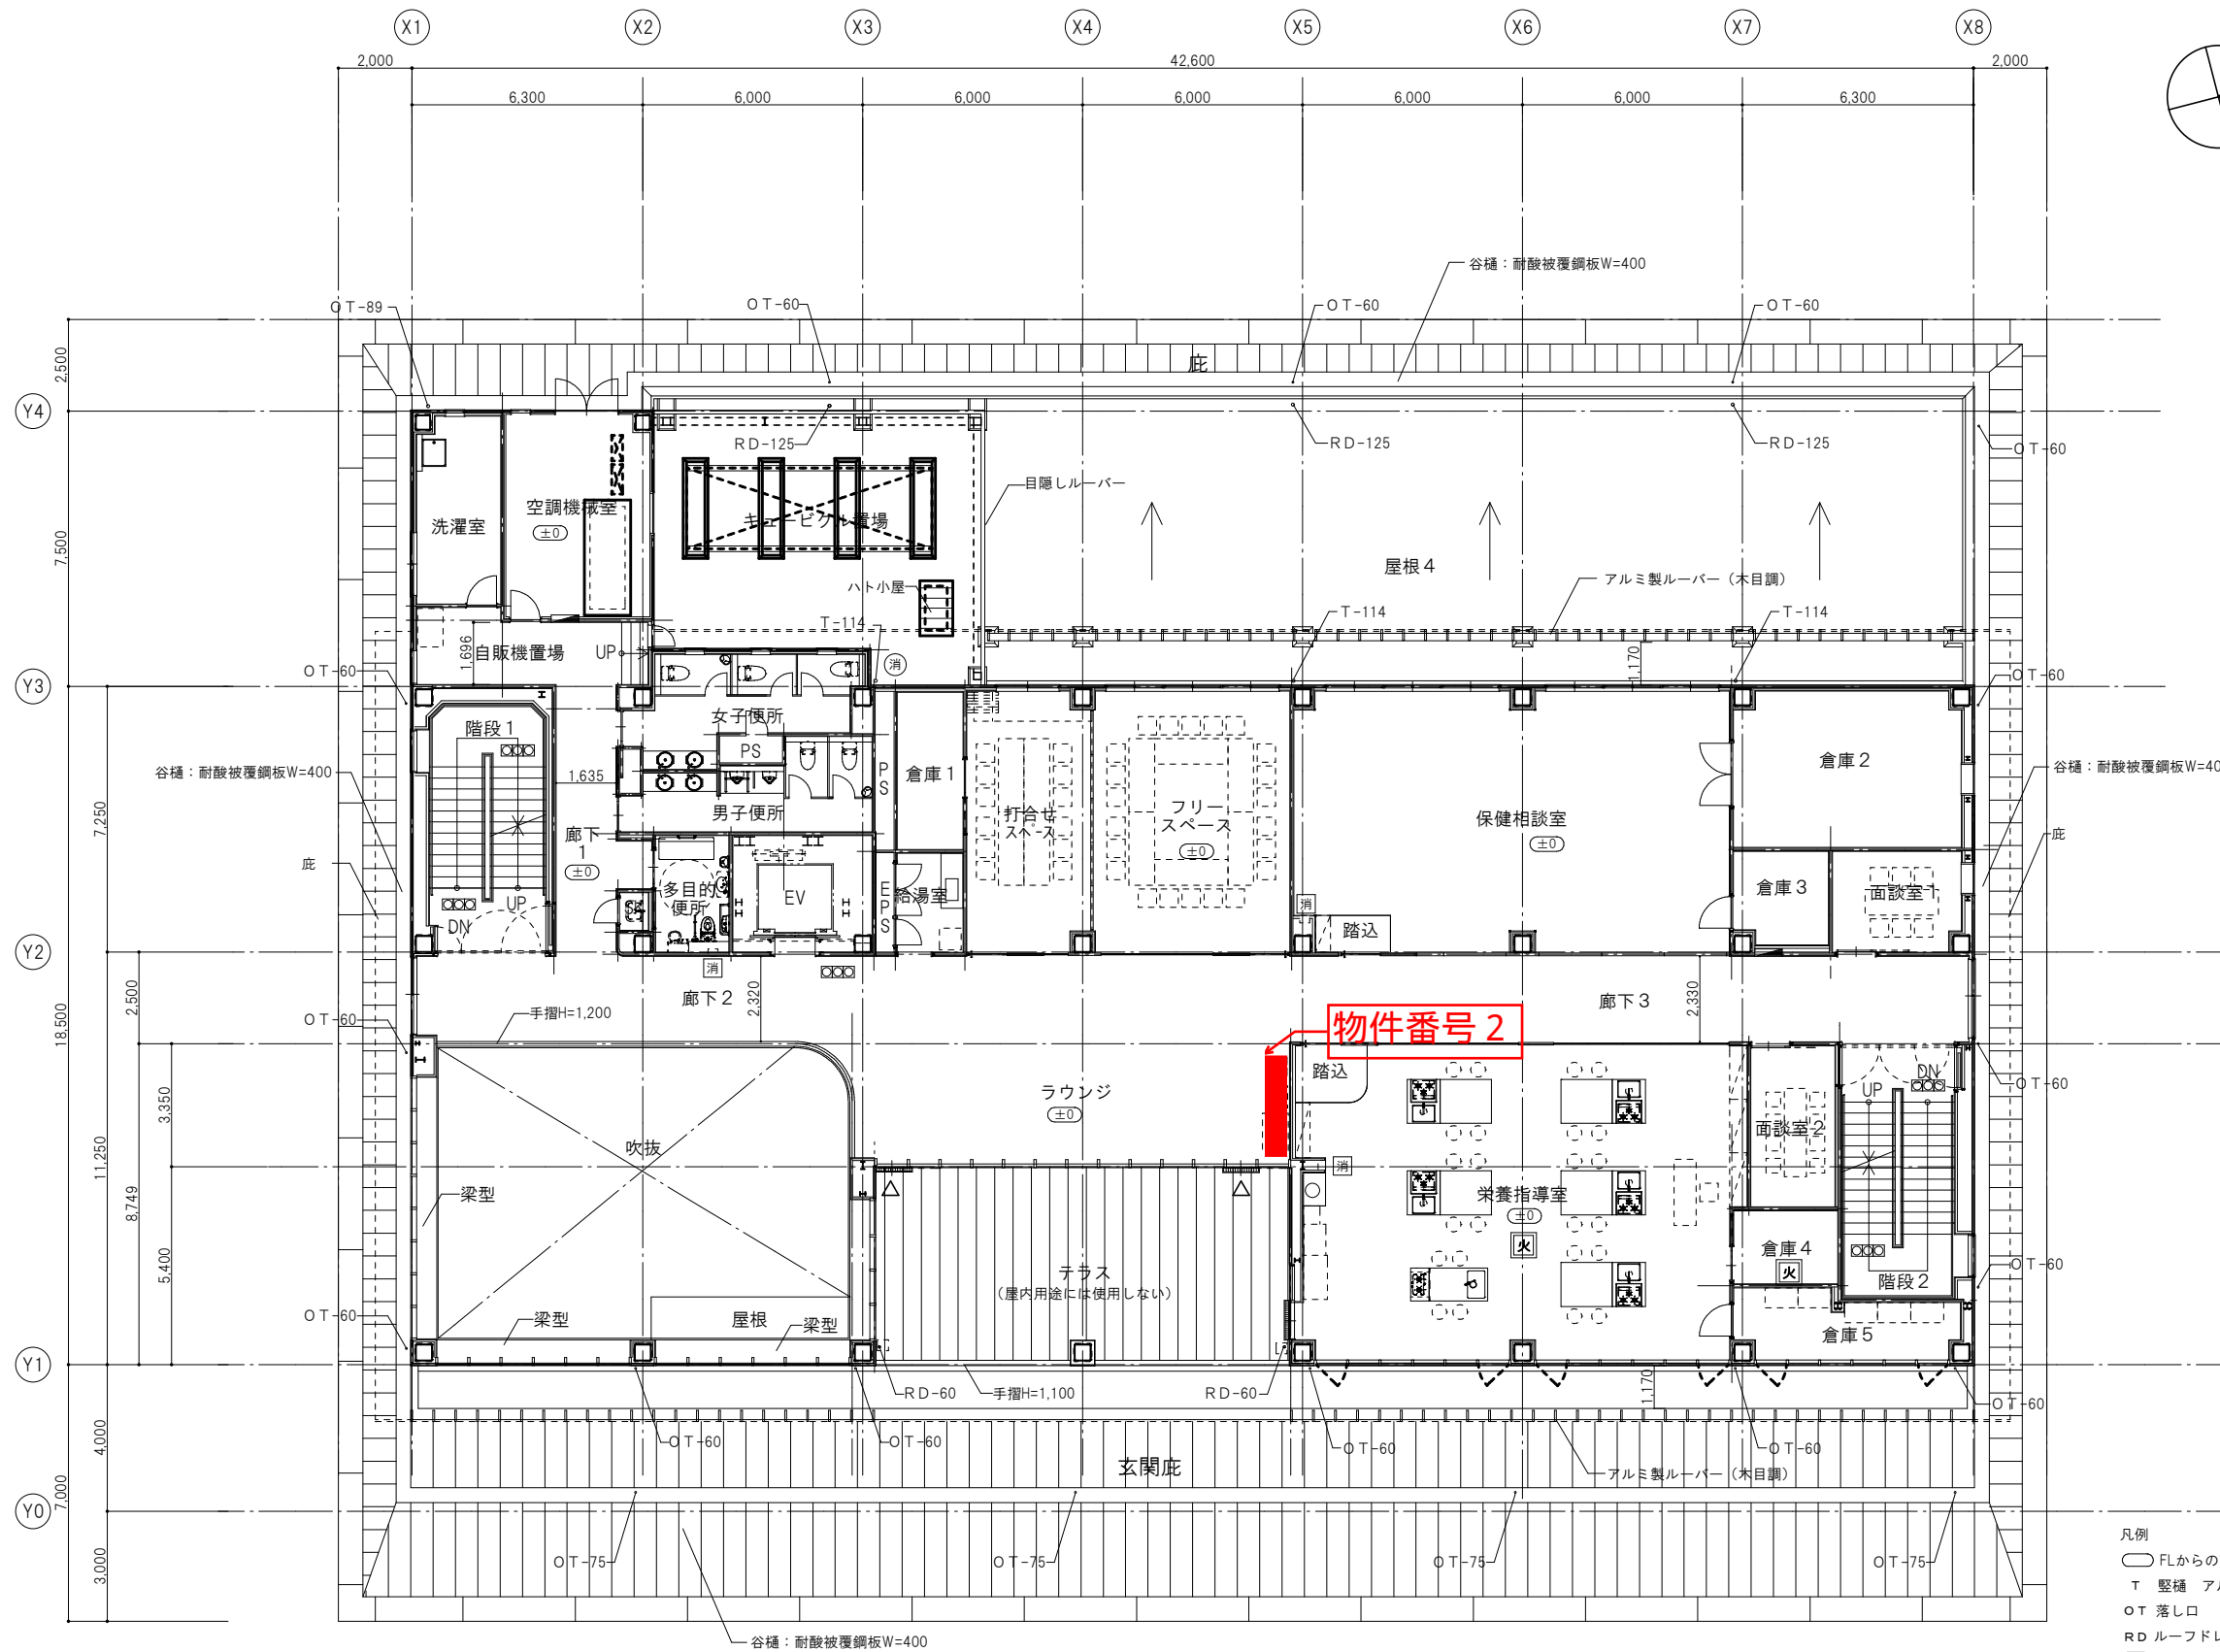 X1 X2 X3 X4 X5 X6 X7 X8
2,000 42,600 2,000
6,300 6,000 6,000 6,000 6,000 6,000 6,300
谷樋：耐酸被覆鋼板W=400
OT-89 OT-60 OT-60 OT-60
2,500
庇
Y4
RD-125 RD-125 RD-125
OT-60
目隠しルーバー
洗濯室
空調機械室
±0
キュービクル置場
7,500
屋根4
ハト小屋
アルミ製ルーバー（木目調）
T-114 T-114 T-114
1,696
自販機置場
UP
消
1,170
OT-60
Y3
OT-60
階段1
女子便所
PS
谷樋：耐酸被覆鋼板W=400
1,635
PS
倉庫1
打合せ
スペース
フリー
スペース
±0
保健相談室
±0
倉庫2
谷樋：耐酸被覆鋼板W=40
7,250
男子便所
廊下
1
±0
庇
庇
多目的
便所
SK
EV
EPS
給湯室
消
踏込
倉庫3
面談室1
DN
UP
Y2
消
廊下2
2,320
廊下3
2,330
2,500
18,500
手摺H=1,200
OT-60
物件番号2
踏込
ラウンジ
±0
3,350
11,250
8,749
吹抜
梁型
UP
DN
OT-60
面談室2
消
栄養指導室
±0
火
倉庫4
火
階段2
OT-60
5,400
テラス
（屋内用途には使用しない）
OT-60
梁型
屋根
梁型
倉庫5
Y1
RD-60
手摺H=1,100
RD-60
1,170
OT-60
OT-60 OT-60 OT-60 OT-60
4,000
7,000
玄関庇
アルミ製ルーバー（木目調）
Y0
3,000
OT-75 OT-75 OT-75 OT-75
谷樋：耐酸被覆鋼板W=400
凡例
FLからの
T 竪樋 ア
OT 落し口
RD ルーフド